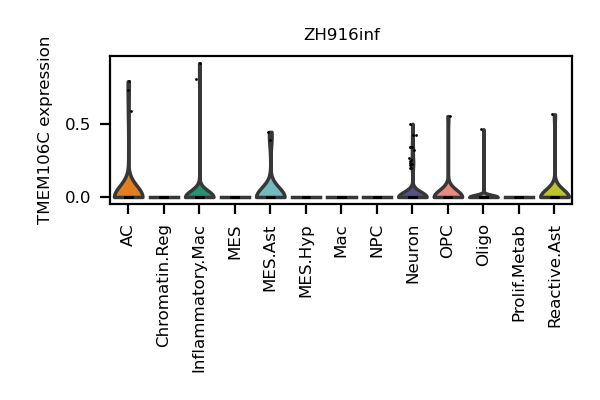 ZH916inf
TMEM106C expression
0.5
0.0
AC
Chromatin.Reg
Inflammatory.Mac
MES
MES.Ast
MES.Hyp
Mac
NPC
Neuron
OPC
Oligo
Prolif.Metab
Reactive.Ast